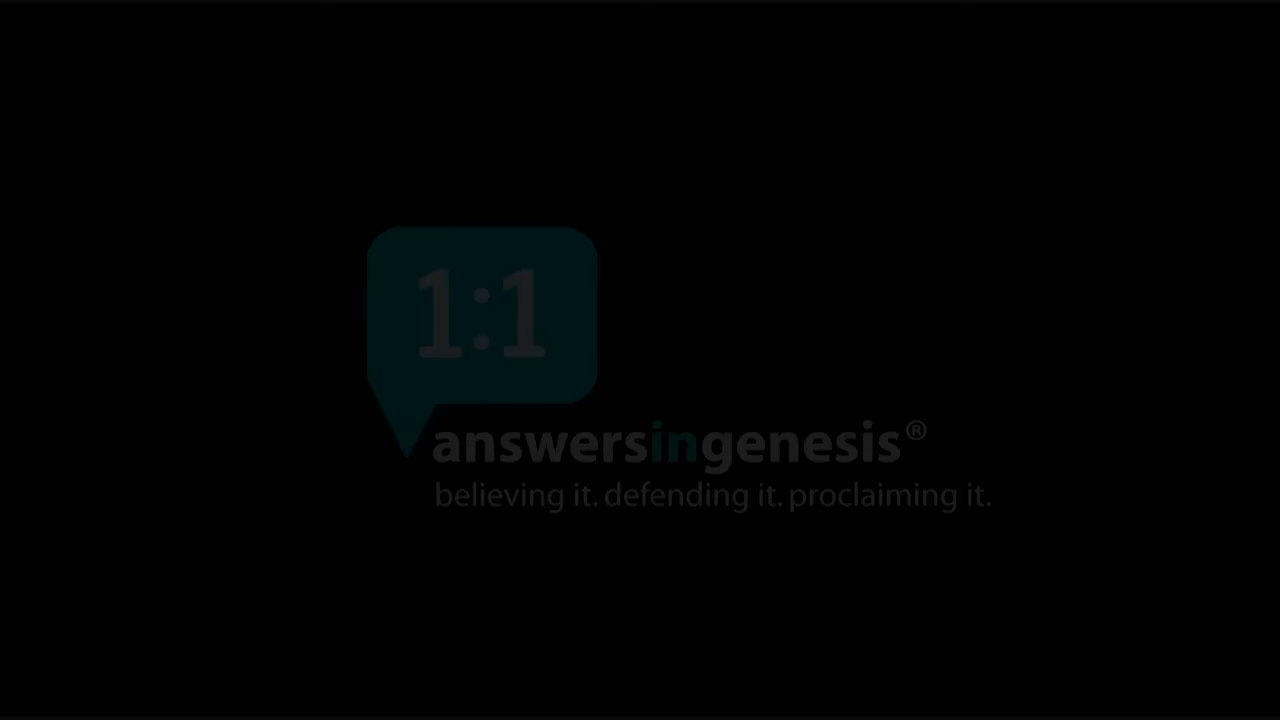 1:1
answersingenesis®
believing it. defending it. proclaiming it.